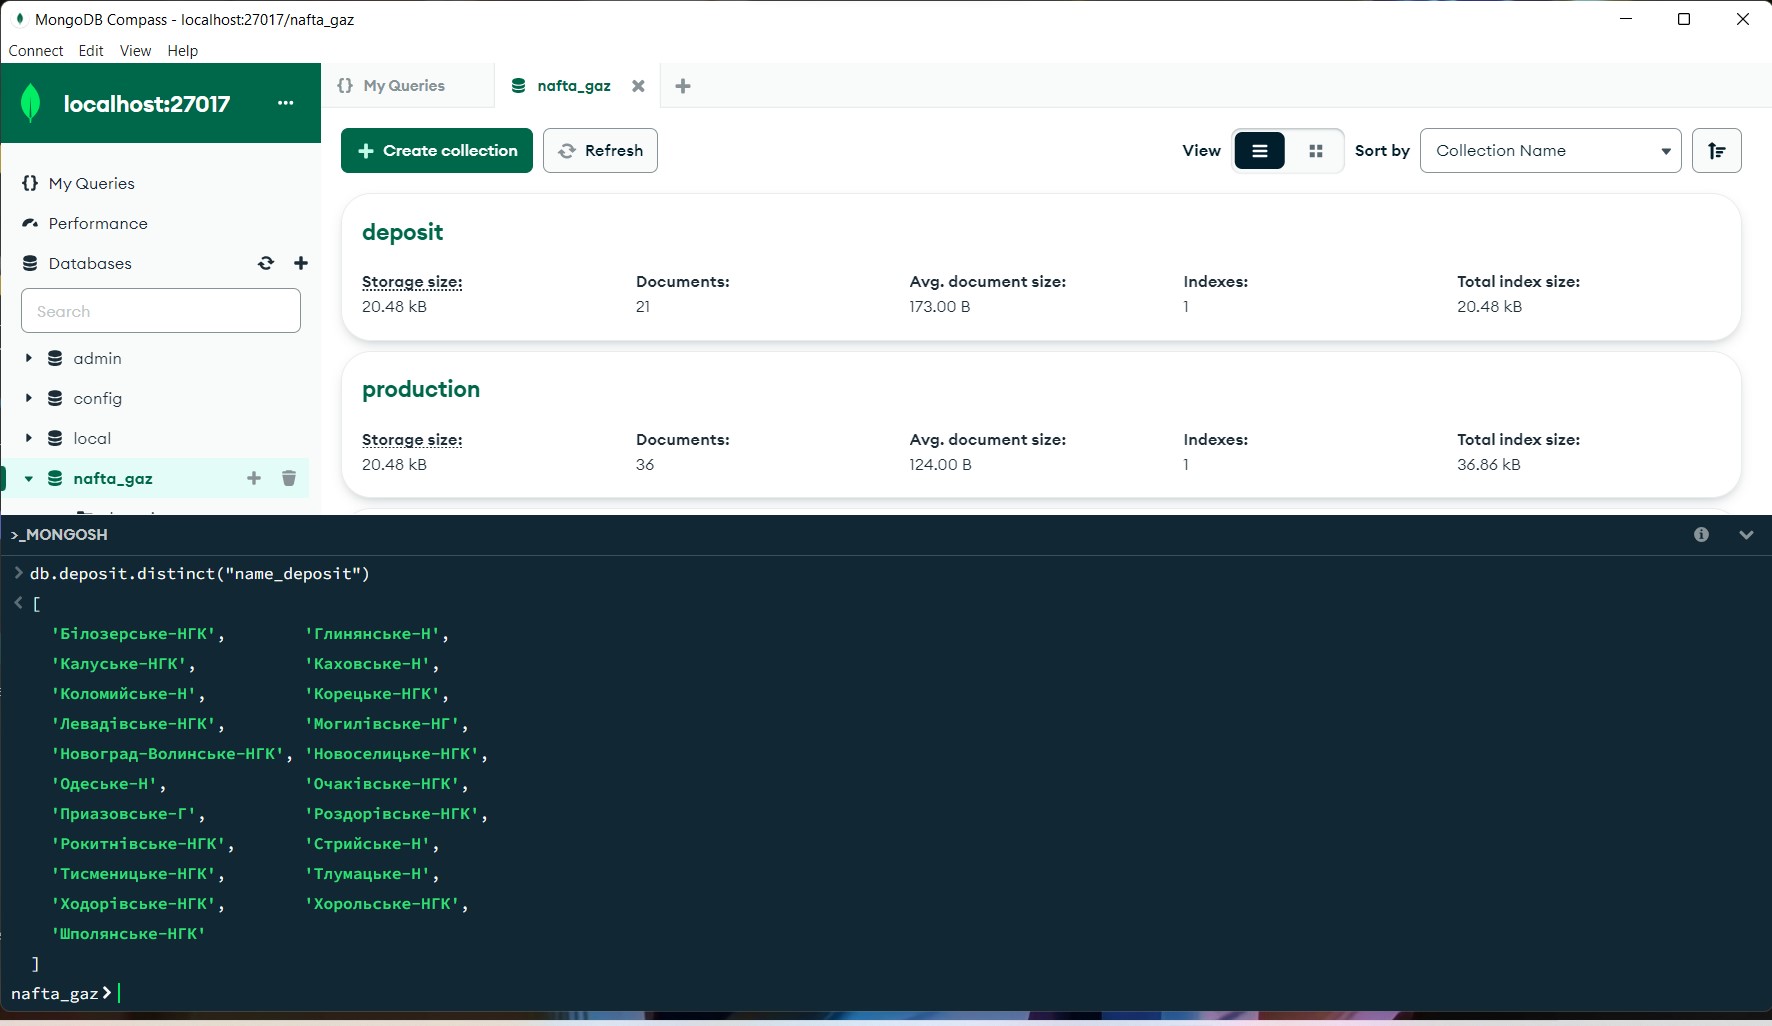 MongoDB Compass - localhost:27017/nafta_gaz
Connect Edit View Help
localhost:27017 ...
{} My Queries
nafta_gaz
Create collection
Refresh
View
Sort by
Collection Name
{} My Queries
Performance
Databases
Search
admin
config
local
nafta_gaz
deposit
Storage size: Documents: Avg. document size: Indexes: Total index size:
20.48 kB 21 173.00 B 1 20.48 kB
production
Storage size: Documents: Avg. document size: Indexes: Total index size:
20.48 kB 36 124.00 B 1 36.86 kB
>_MONGOSH
> db.deposit.distinct("name_deposit")
< [
'Білозерське-НГК', 'Глинянське-Н',
'Калуське-НГК', 'Каховське-Н',
'Коломийське-Н', 'Корецьке-НГК',
'Левадівське-НГК', 'Могилівське-НГ',
'Новоград-Волинське-НГК', 'Новоселицьке-НГК',
'Одеське-Н', 'Очаківське-НГК',
'Приазовське-Г', 'Роздорівське-НГК',
'Рокитнівське-НГК', 'Стрийське-Н',
'Тисменицьке-НГК', 'Тлумацьке-Н',
'Ходорівське-НГК', 'Хорольське-НГК',
'Шполянське-НГК'
]
nafta_gaz>